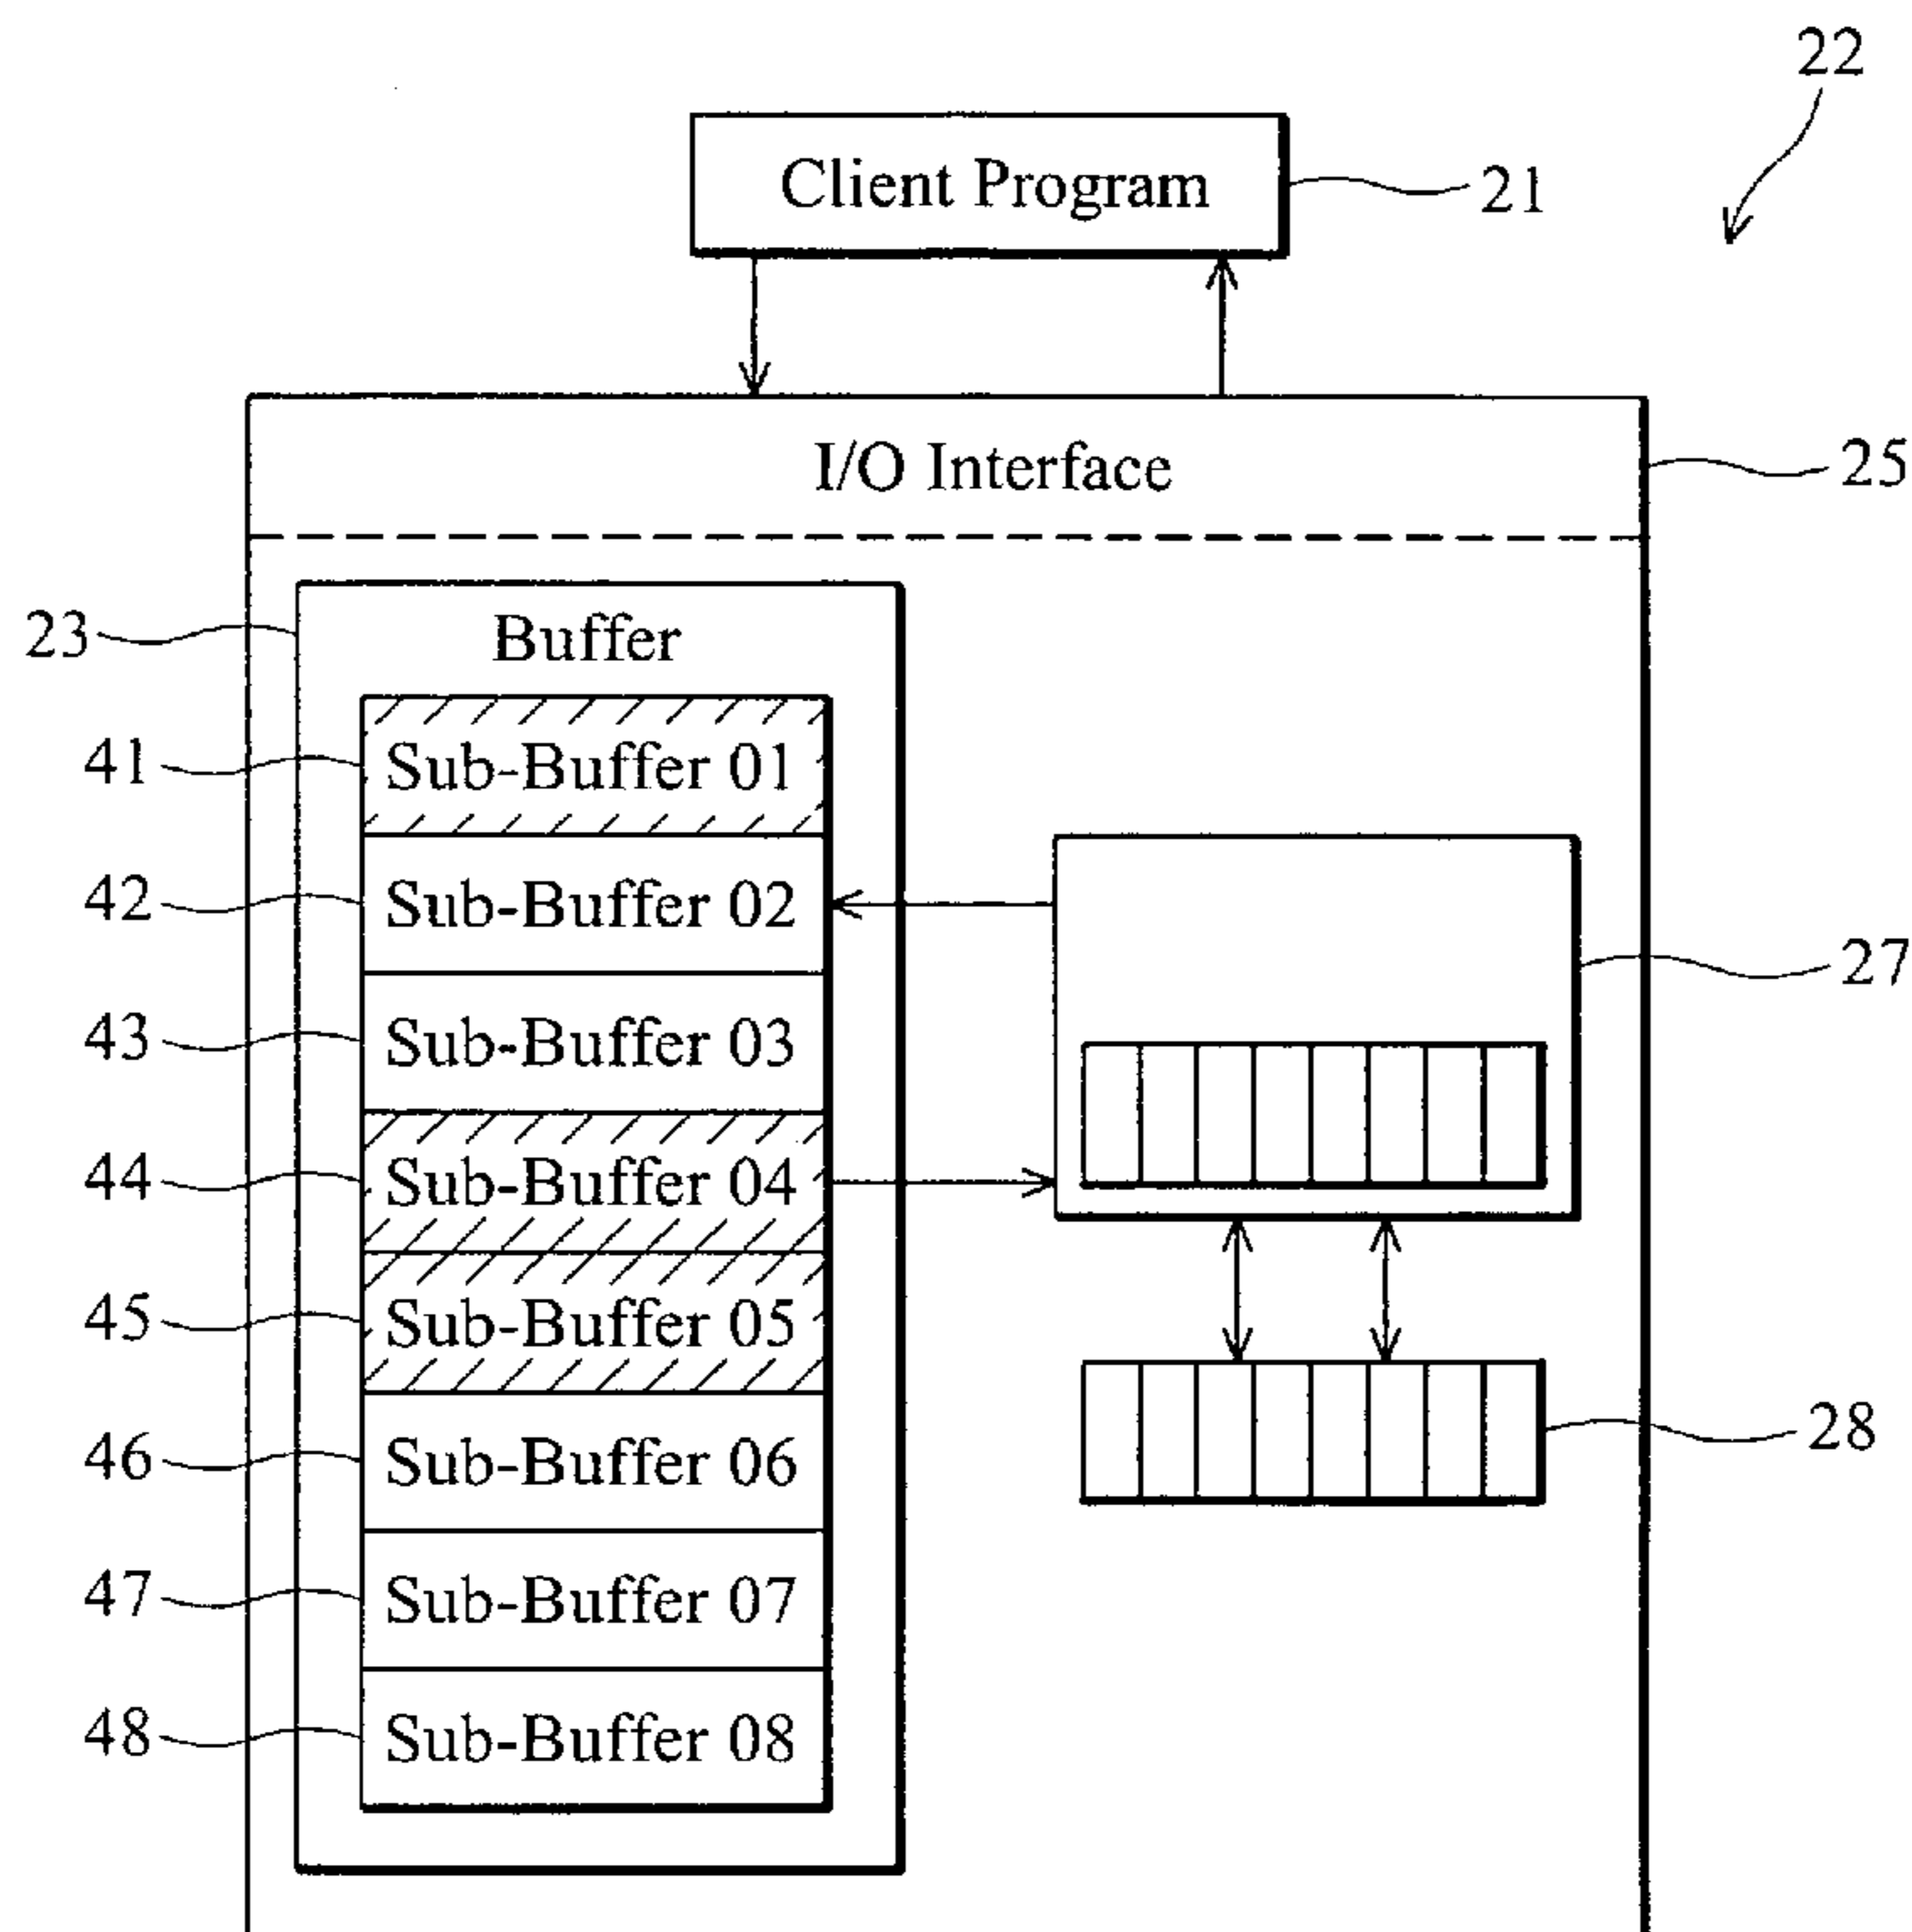 22
Client Program 21
I/O Interface 25
23 Buffer
41 Sub-Buffer 01
42 Sub-Buffer 02
27
43 Sub-Buffer 03
44 Sub-Buffer 04
45 Sub-Buffer 05
28
46 Sub-Buffer 06
47 Sub-Buffer 07
48 Sub-Buffer 08